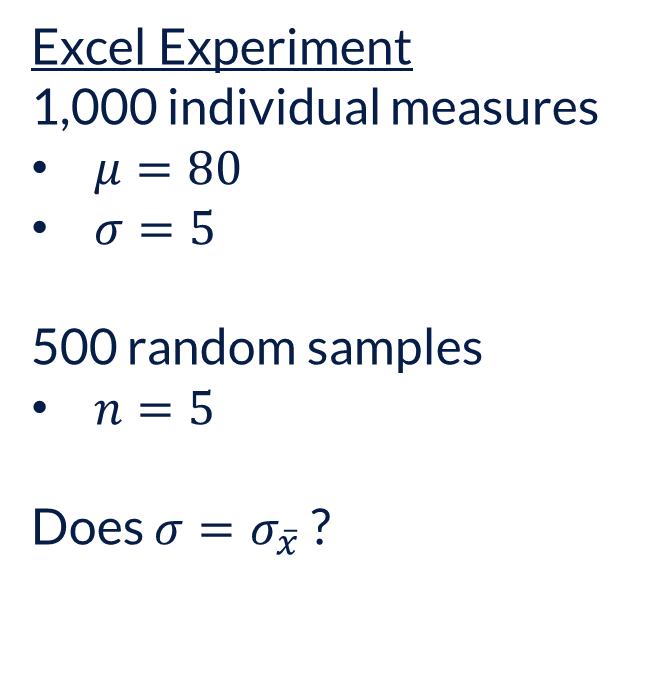 Excel Experiment
1,000 individual measures
• μ = 80
• σ = 5
500 random samples
• n = 5
Does σ = σx̄ ?